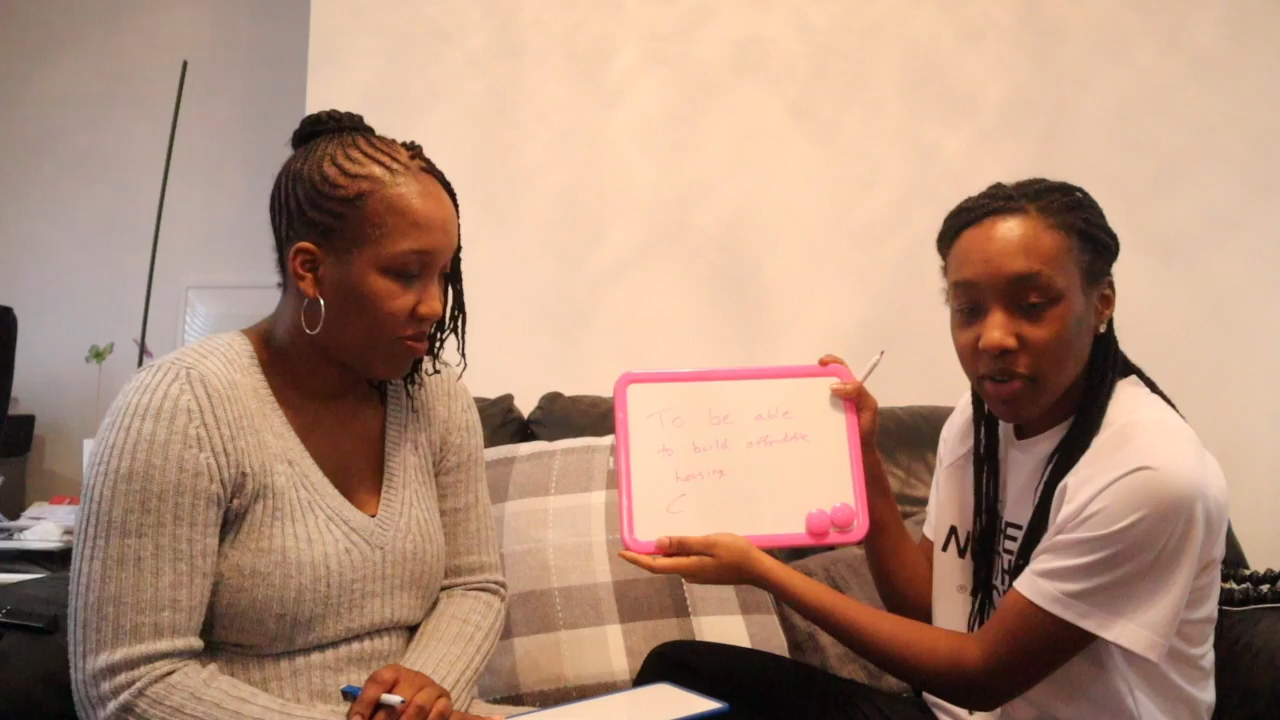 To be able
to build affordable
housing
C
N